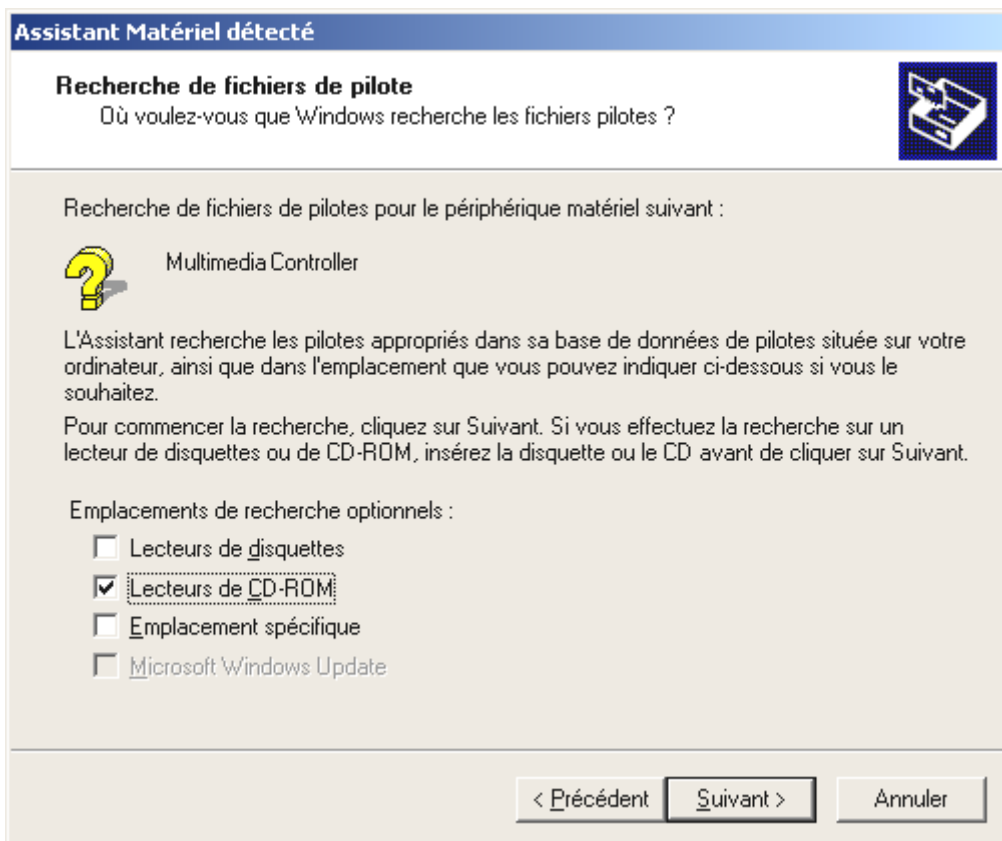 Assistant Matériel détecté
Recherche de fichiers de pilote
Où voulez-vous que Windows recherche les fichiers pilotes ?
Recherche de fichiers de pilotes pour le périphérique matériel suivant :
Multimedia Controller
L'Assistant recherche les pilotes appropriés dans sa base de données de pilotes située sur votre
ordinateur, ainsi que dans l'emplacement que vous pouvez indiquer ci-dessous si vous le
souhaitez.
Pour commencer la recherche, cliquez sur Suivant. Si vous effectuez la recherche sur un
lecteur de disquettes ou de CD-ROM, insérez la disquette ou le CD avant de cliquer sur Suivant.
Emplacements de recherche optionnels :
Lecteurs de disquettes
Lecteurs de CD-ROM
Emplacement spécifique
Microsoft Windows Update
< Précédent Suivant > Annuler